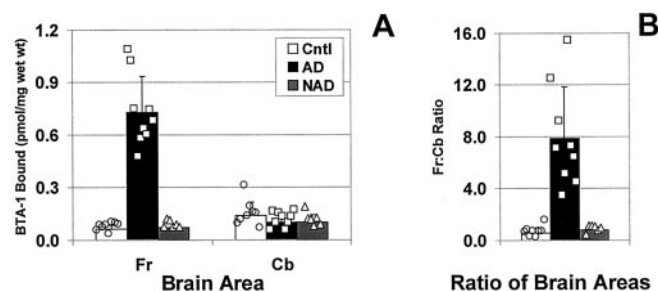 A
1.2
0.9
0.6
0.3
0.0
BTA-1 Bound (pmol/mg wet wt)
Cntl
AD
NAD
Fr
Cb
Brain Area
B
16.0
12.0
8.0
4.0
0.0
Fr:Cb Ratio
Ratio of Brain Areas